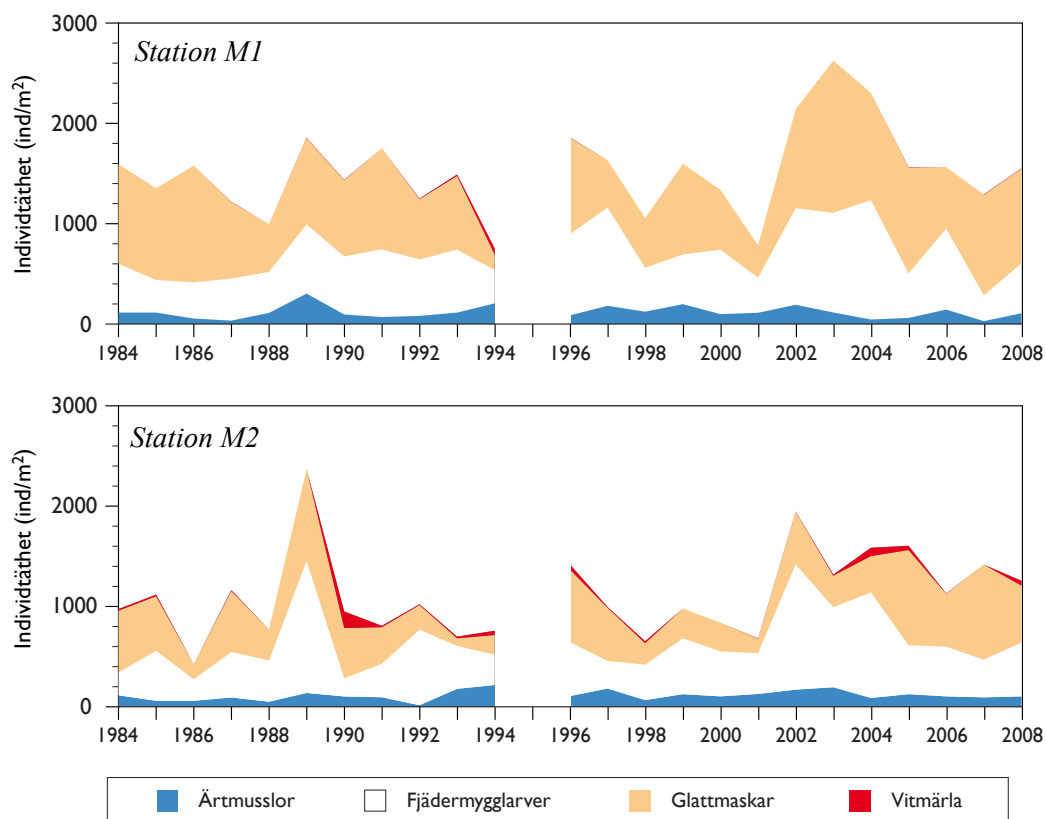 Station M1
Individtäthet (ind/m²)
3000
2000
1000
0
1984 1986 1988 1990 1992 1994 1996 1998 2000 2002 2004 2006 2008
Station M2
Individtäthet (ind/m²)
3000
2000
1000
0
1984 1986 1988 1990 1992 1994 1996 1998 2000 2002 2004 2006 2008
Ärtmusslor Fjädermygglarver Glattmaskar Vitmärla